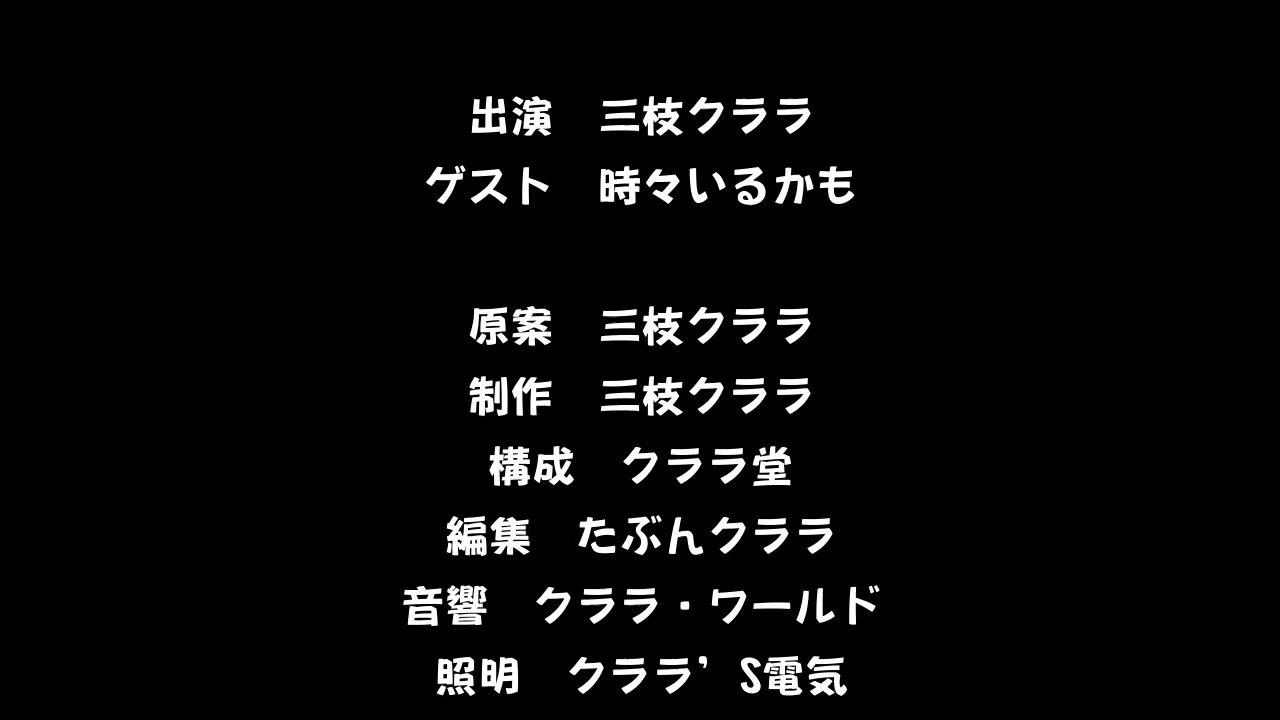 出演　三枝クララ
ゲスト　時々いるかも
原案　三枝クララ
制作　三枝クララ
構成　クララ堂
編集　たぶんクララ
音響　クララ・ワールド
照明　クララ’S電気